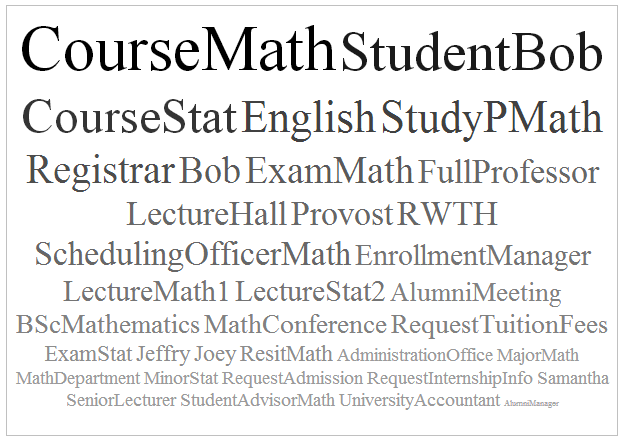 CourseMath StudentBob
CourseStat English StudyPMath
Registrar Bob ExamMath FullProfessor
LectureHall Provost RWTH
SchedulingOfficerMath EnrollmentManager
LectureMath1 LectureStat2 AlumniMeeting
BScMathematics MathConference RequestTuitionFees
ExamStat Jeffry Joey ResitMath AdministrationOffice MajorMath
MathDepartment MinorStat RequestAdmission RequestInternshipInfo Samantha
SeniorLecturer StudentAdvisorMath UniversityAccountant AlumniManager